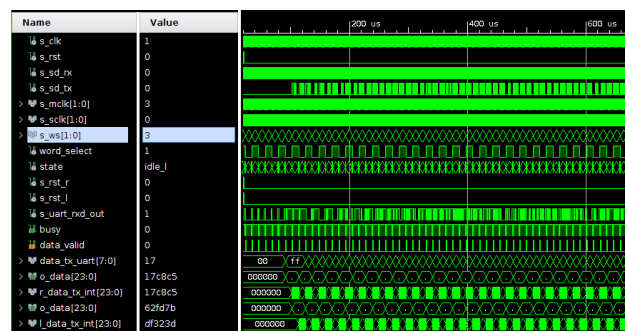 Name Value 200 us 400 us 600 us
s_clk 1
s_rst 0
s_sd_rx 0
s_sd_tx 0
s_mclk[1:0] 3
s_sclk[1:0] 0
s_ws[1:0] 3
word_select 1
state idle_l
s_rst_r 0
s_rst_l 0
s_uart_rxd_out 1
busy 0
data_valid 0
data_tx_uart[7:0] 17 00 ff
o_data[23:0] 17c8c5 000000
r_data_tx_int[23:0] 17c8c5 000000
o_data[23:0] 62fd7b 000000
l_data_tx_int[23:0] df323d 000000